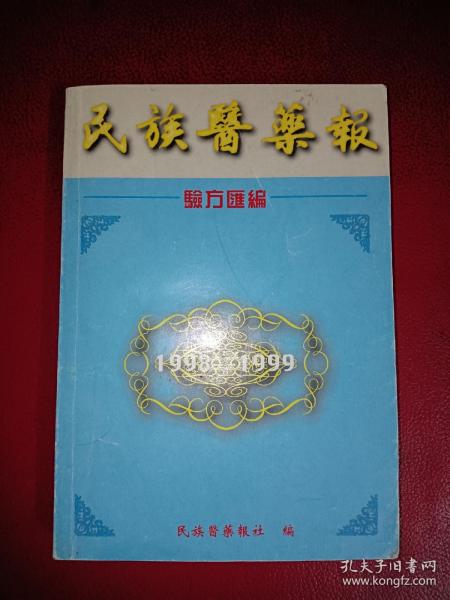 民族醫藥報
驗方匯編
1998 1999
民族醫藥報社 編
孔夫子旧书网
www.kongfz.com